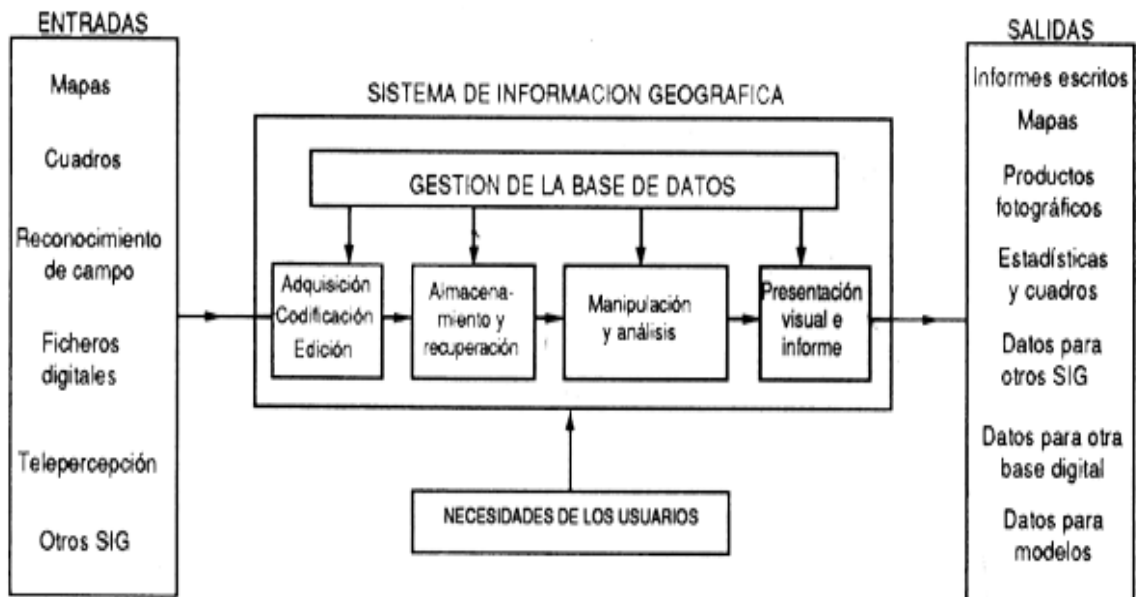 ENTRADAS
Mapas
Cuadros
Reconocimiento
de campo
Ficheros
digitales
Telepercepción
Otros SIG
SISTEMA DE INFORMACION GEOGRAFICA
GESTION DE LA BASE DE DATOS
Adquisición
Codificación
Edición
Almacena-
miento y
recuperación
Manipulación
y análisis
Presentación
visual e
informe
NECESIDADES DE LOS USUARIOS
SALIDAS
Informes escritos
Mapas
Productos
fotográficos
Estadísticas
y cuadros
Datos para
otros SIG
Datos para otra
base digital
Datos para
modelos